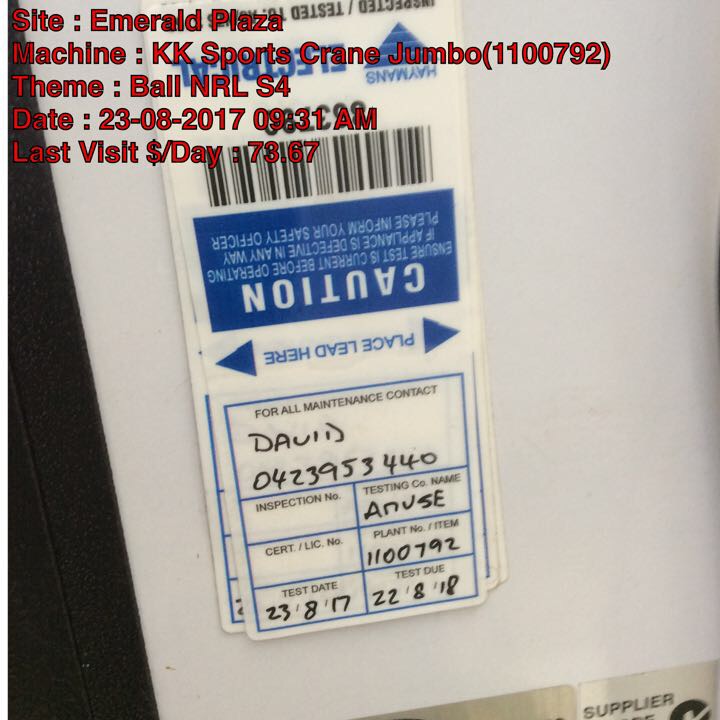 Site : Emerald Plaza
Machine : KK Sports Crane Jumbo(1100792)
Theme : Ball NRL S4
Date : 23-08-2017 09:31 AM
Last Visit $/Day : 73.67
INSPECTED / TESTED TO:
HAYMANS
ELECTRICAL
CAUTION
ENSURE TEST IS CURRENT BEFORE OPERATING
IF APPLIANCE IS DEFECTIVE IN ANY WAY
PLEASE INFORM YOUR SAFETY OFFICER
PLACE LEAD HERE
FOR ALL MAINTENANCE CONTACT
DAVID
0423953440
INSPECTION No.
TESTING Co. NAME
AMUSE
CERT. / LIC. No.
PLANT No. / ITEM
1100792
TEST DATE
TEST DUE
23/8/17
22/8/18
SUPPLIER